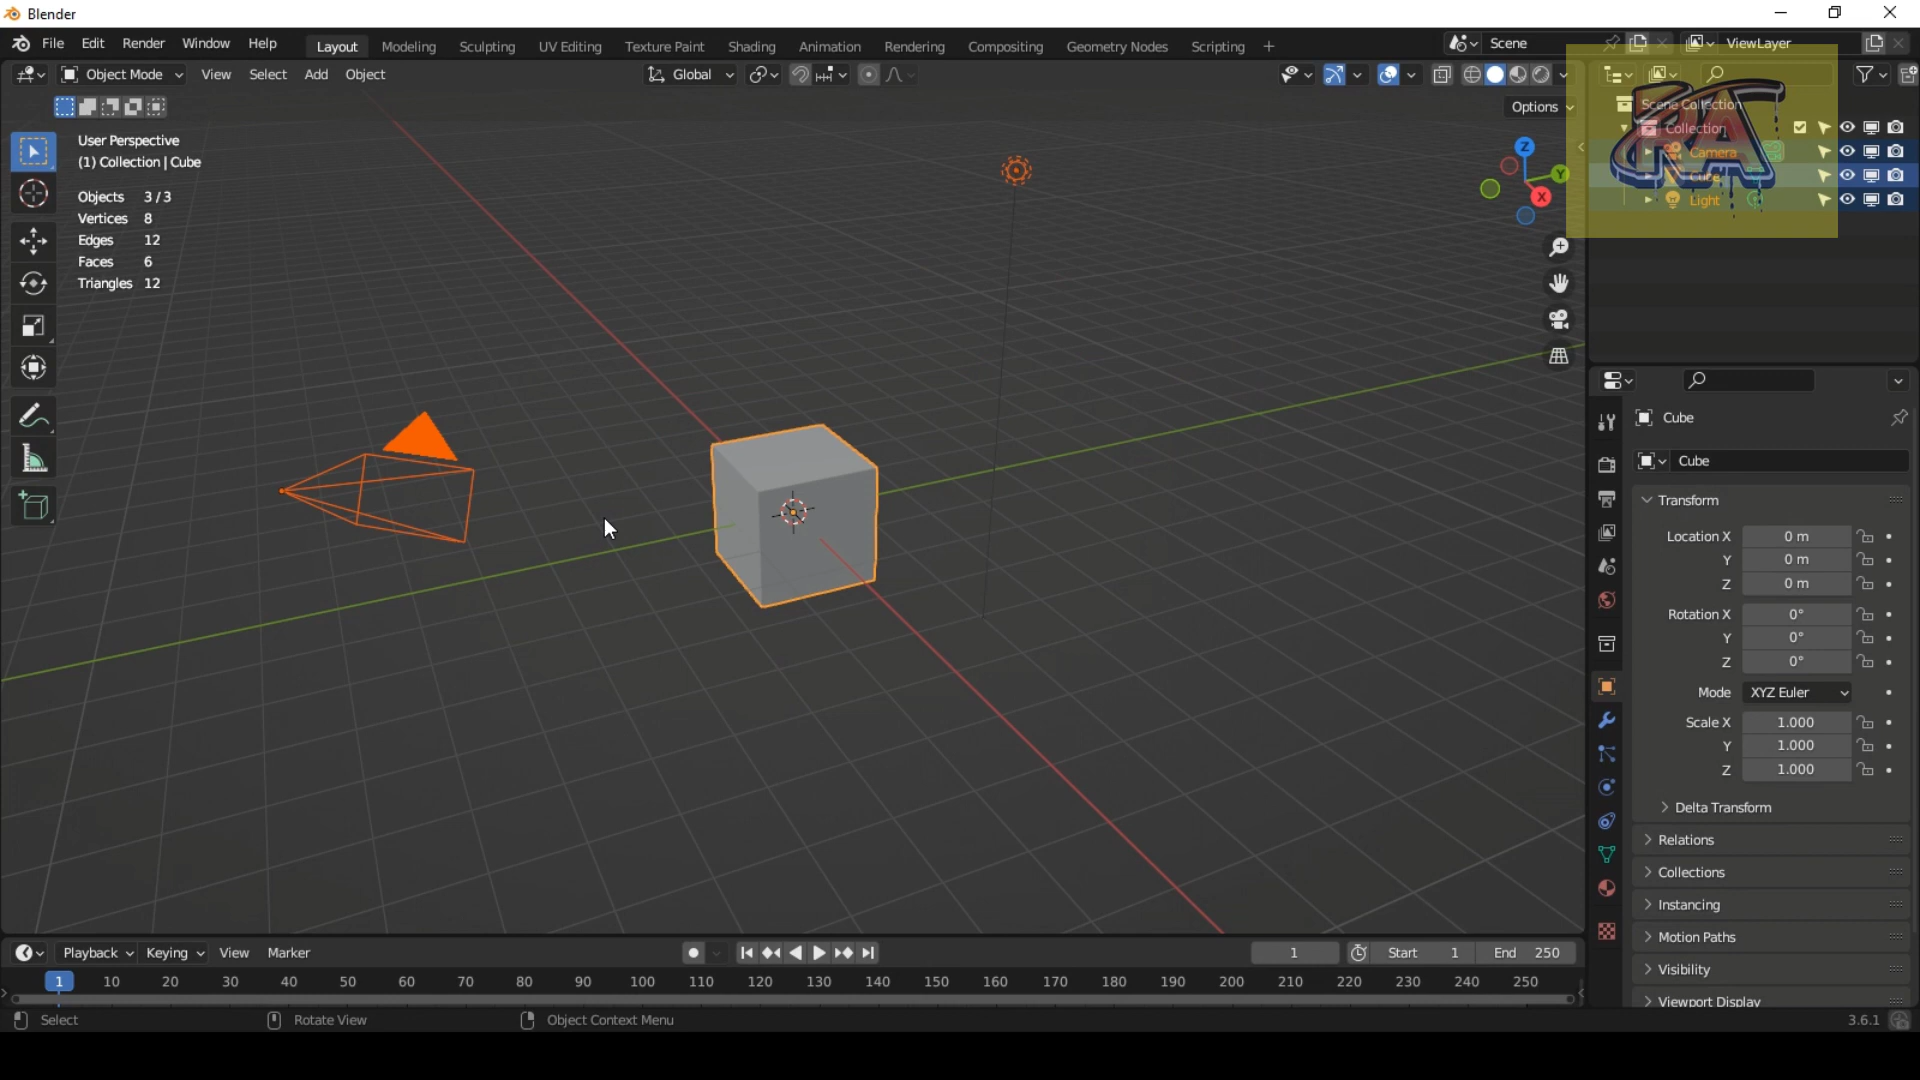 Blender
File Edit Render Window Help Layout Modeling Sculpting UV Editing Texture Paint Shading Animation Rendering Compositing Geometry Nodes Scripting + Scene ViewLayer
Object Mode View Select Add Object Global
Options
User Perspective
(1) Collection | Cube
Objects 3 / 3
Vertices 8
Edges 12
Faces 6
Triangles 12
Z
Y
X
Scene Collection
Collection
Camera
Cube
Light
RA
Cube
Cube
Transform
Location X 0 m
Y 0 m
Z 0 m
Rotation X 0°
Y 0°
Z 0°
Mode XYZ Euler
Scale X 1.000
Y 1.000
Z 1.000
Delta Transform
Relations
Collections
Instancing
Motion Paths
Visibility
Viewport Display
Playback Keying View Marker 1 Start 1 End 250
1 10 20 30 40 50 60 70 80 90 100 110 120 130 140 150 160 170 180 190 200 210 220 230 240 250
Select Rotate View Object Context Menu 3.6.1